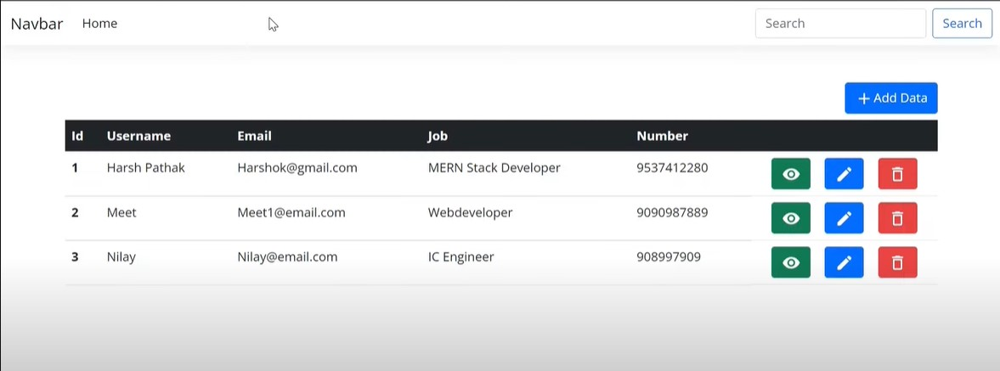 Navbar Home Search Search
+ Add Data
Id Username Email Job Number
1 Harsh Pathak Harshok@gmail.com MERN Stack Developer 9537412280
2 Meet Meet1@email.com Webdeveloper 9090987889
3 Nilay Nilay@email.com IC Engineer 908997909